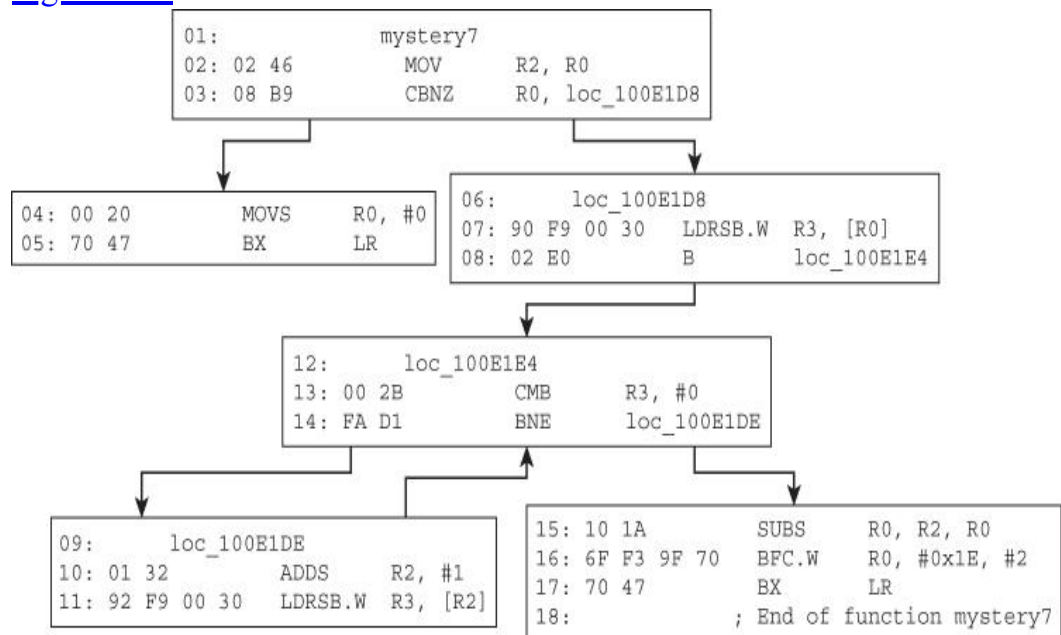 01: mystery7
02: 02 46 MOV R2, R0
03: 08 B9 CBNZ R0, loc_100E1D8
04: 00 20 MOVS R0, #0
05: 70 47 BX LR
06: loc_100E1D8
07: 90 F9 00 30 LDRSB.W R3, [R0]
08: 02 E0 B loc_100E1E4
12: loc_100E1E4
13: 00 2B CMB R3, #0
14: FA D1 BNE loc_100E1DE
09: loc_100E1DE
10: 01 32 ADDS R2, #1
11: 92 F9 00 30 LDRSB.W R3, [R2]
15: 10 1A SUBS R0, R2, R0
16: 6F F3 9F 70 BFC.W R0, #0x1E, #2
17: 70 47 BX LR
18: ; End of function mystery7